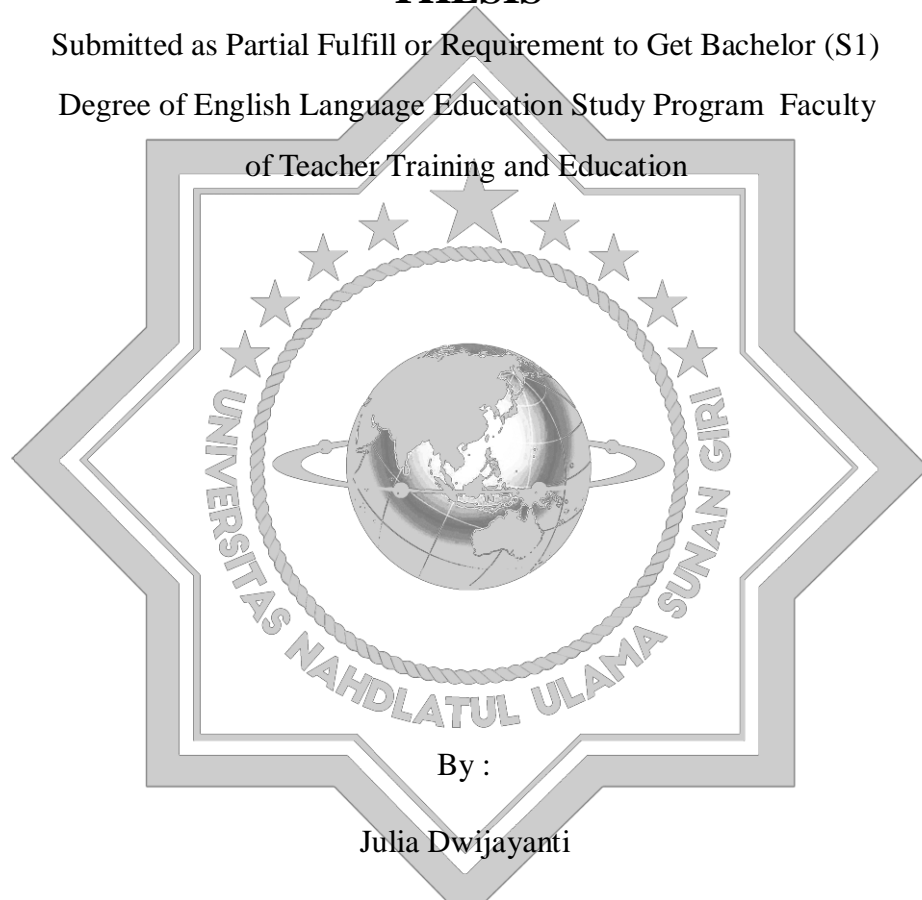 THESIS
Submitted as Partial Fulfill or Requirement to Get Bachelor (S1)
Degree of English Language Education Study Program Faculty
of Teacher Training and Education
UNIVERSITAS NAHDLATUL ULAMA SUNAN GIRI
By :
Julia Dwijayanti